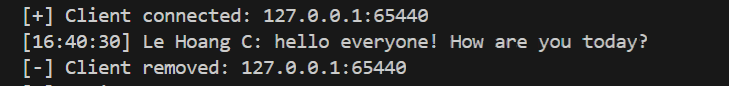 [+] Client connected: 127.0.0.1:65440
[16:40:30] Le Hoang C: hello everyone! How are you today?
[-] Client removed: 127.0.0.1:65440